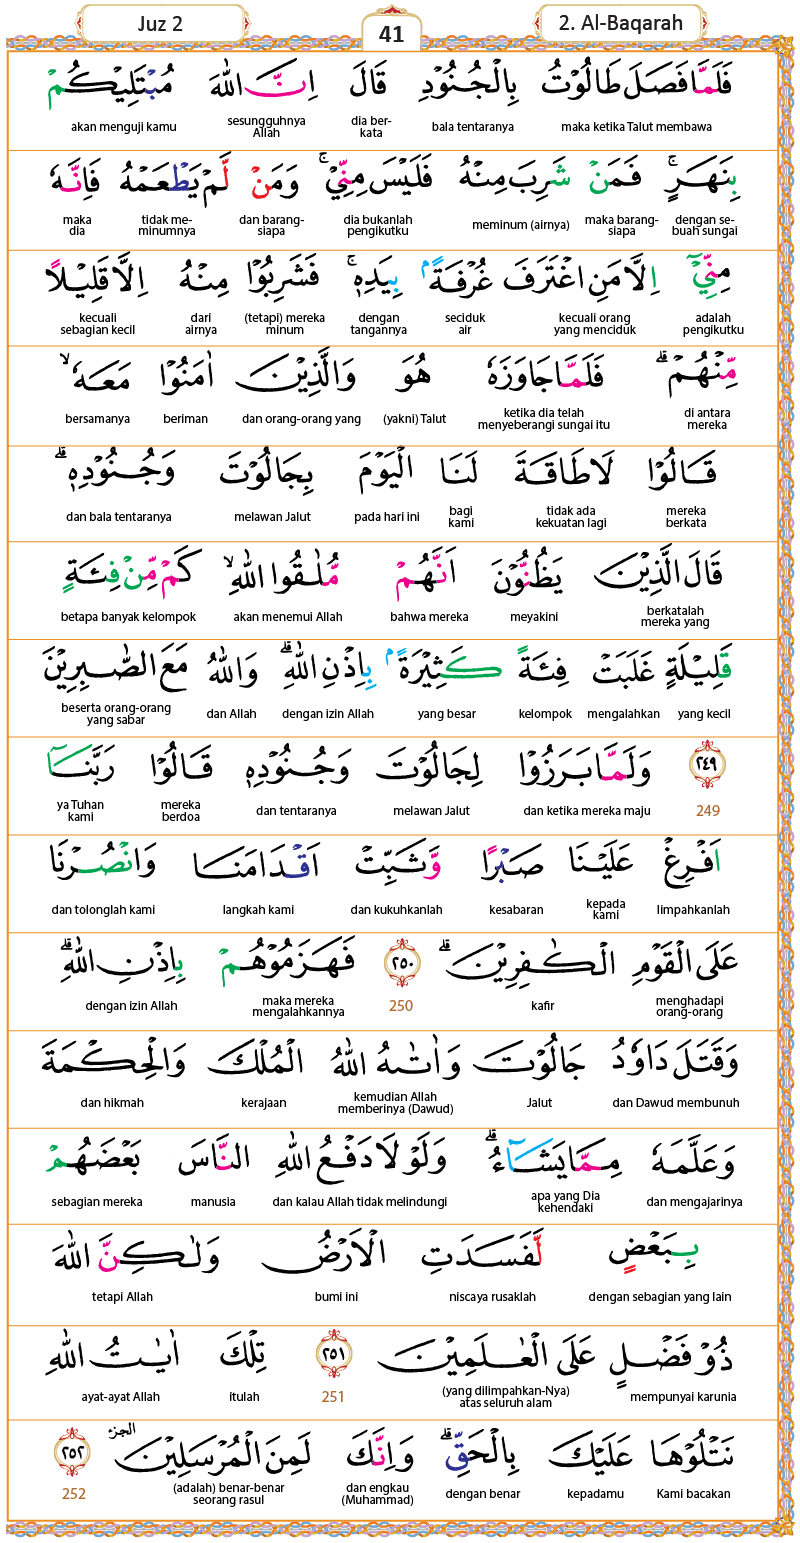 Juz 2
41
2. Al-Baqarah
فَلَمَّا فَصَلَ طَالُوْتُ بِالْجُنُوْدِ قَالَ اِنَّ اللّٰهَ مُبْتَلِيْكُمْ
maka ketika Talut membawa bala tentaranya dia ber-kata sesungguhnya Allah akan menguji kamu
بِنَهَرٍۚ فَمَنْ شَرِبَ مِنْهُ فَلَيْسَ مِنِّيْۚ وَمَنْ لَّمْ يَطْعَمْهُ فَاِنَّهٗ
dengan se-buah sungai maka barang-siapa meminum (airnya) dia bukanlah pengikutku dan barang-siapa tidak me-minumnya maka dia
مِنِّيْٓ اِلَّا مَنِ اغْتَرَفَ غُرْفَةً ۢ بِيَدِهٖۚ فَشَرِبُوْا مِنْهُ اِلَّا قَلِيْلًا
adalah pengikutku kecuali orang yang menciduk seciduk air dengan tangannya (tetapi) mereka minum dari airnya kecuali sebagian kecil
مِّنْهُمْۗ فَلَمَّا جَاوَزَهٗ هُوَ وَالَّذِيْنَ اٰمَنُوْا مَعَهٗۙ
di antara mereka ketika dia telah menyeberangi sungai itu (yakni) Talut dan orang-orang yang beriman bersamanya
قَالُوْا لَا طَاقَةَ لَنَا الْيَوْمَ بِجَالُوْتَ وَجُنُوْدِهٖۗ
mereka berkata tidak ada kekuatan lagi bagi kami pada hari ini melawan Jalut dan bala tentaranya
قَالَ الَّذِيْنَ يَظُنُّوْنَ اَنَّهُمْ مُّلٰقُوا اللّٰهِۙ كَمْ مِّنْ فِئَةٍ
berkatalah mereka yang meyakini bahwa mereka akan menemui Allah betapa banyak kelompok
قَلِيْلَةٍ غَلَبَتْ فِئَةً كَثِيْرَةً ۢ بِاِذْنِ اللّٰهِۗ وَاللّٰهُ مَعَ الصّٰبِرِيْنَ
yang kecil mengalahkan kelompok yang besar dengan izin Allah dan Allah beserta orang-orang yang sabar
٢٤٩ وَلَمَّا بَرَزُوْا لِجَالُوْتَ وَجُنُوْدِهٖ قَالُوْا رَبَّنَآ
249 dan ketika mereka maju melawan Jalut dan tentaranya mereka berdoa ya Tuhan kami
اَفْرِغْ عَلَيْنَا صَبْرًا وَّثَبِّتْ اَقْدَامَنَا وَانْصُرْنَا
limpahkanlah kepada kami kesabaran dan kukuhkanlah langkah kami dan tolonglah kami
عَلَى الْقَوْمِ الْكٰفِرِيْنَۗ ٢٥٠ فَهَزَمُوْهُمْ بِاِذْنِ اللّٰهِۗ
menghadapi orang-orang kafir 250 maka mereka mengalahkannya dengan izin Allah
وَقَتَلَ دَاوٗدُ جَالُوْتَ وَاٰتٰىهُ اللّٰهُ الْمُلْكَ وَالْحِكْمَةَ
dan Dawud membunuh Jalut kemudian Allah memberinya (Dawud) kerajaan dan hikmah
وَعَلَّمَهٗ مِمَّا يَشَاۤءُۗ وَلَوْلَا دَفْعُ اللّٰهِ النَّاسَ بَعْضَهُمْ
dan mengajarinya apa yang Dia kehendaki dan kalau Allah tidak melindungi manusia sebagian mereka
بِبَعْضٍ لَّفَسَدَتِ الْاَرْضُ وَلٰكِنَّ اللّٰهَ
dengan sebagian yang lain niscaya rusaklah bumi ini tetapi Allah
ذُوْ فَضْلٍ عَلَى الْعٰلَمِيْنَ ٢٥١ تِلْكَ اٰيٰتُ اللّٰهِ
mempunyai karunia (yang dilimpahkan-Nya) atas seluruh alam 251 itulah ayat-ayat Allah
نَتْلُوْهَا عَلَيْكَ بِالْحَقِّۗ وَاِنَّكَ لَمِنَ الْمُرْسَلِيْنَ الجزء ٢٥٢
Kami bacakan kepadamu dengan benar dan engkau (Muhammad) (adalah) benar-benar seorang rasul 252